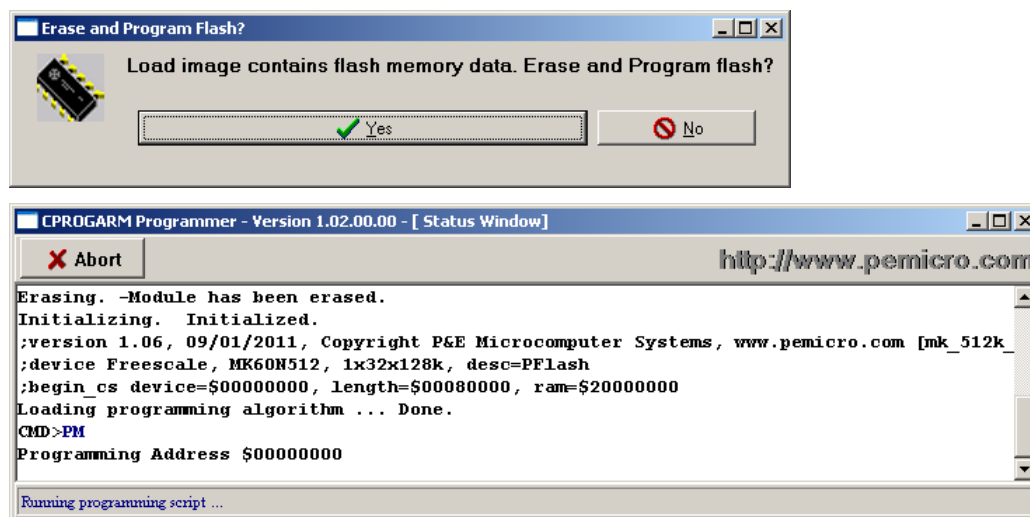 Erase and Program Flash?
Load image contains flash memory data. Erase and Program flash?
Yes No
CPROGARM Programmer - Version 1.02.00.00 - [ Status Window]
Abort http://www.pemicro.com
Erasing. -Module has been erased.
Initializing.  Initialized.
;version 1.06, 09/01/2011, Copyright P&E Microcomputer Systems, www.pemicro.com [mk_512k_
;device Freescale, MK60N512, 1x32x128k, desc=PFlash
;begin_cs device=$00000000, length=$00080000, ram=$20000000
Loading programming algorithm ... Done.
CMD>PM
Programming Address $00000000
Running programming script ...